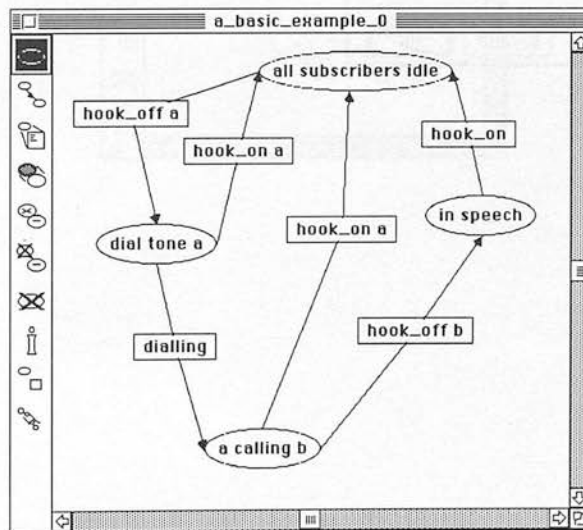 a_basic_example_0
all subscribers idle
hook_off a
hook_on
hook_on a
in speech
hook_on a
dial tone a
hook_off b
dialling
a calling b